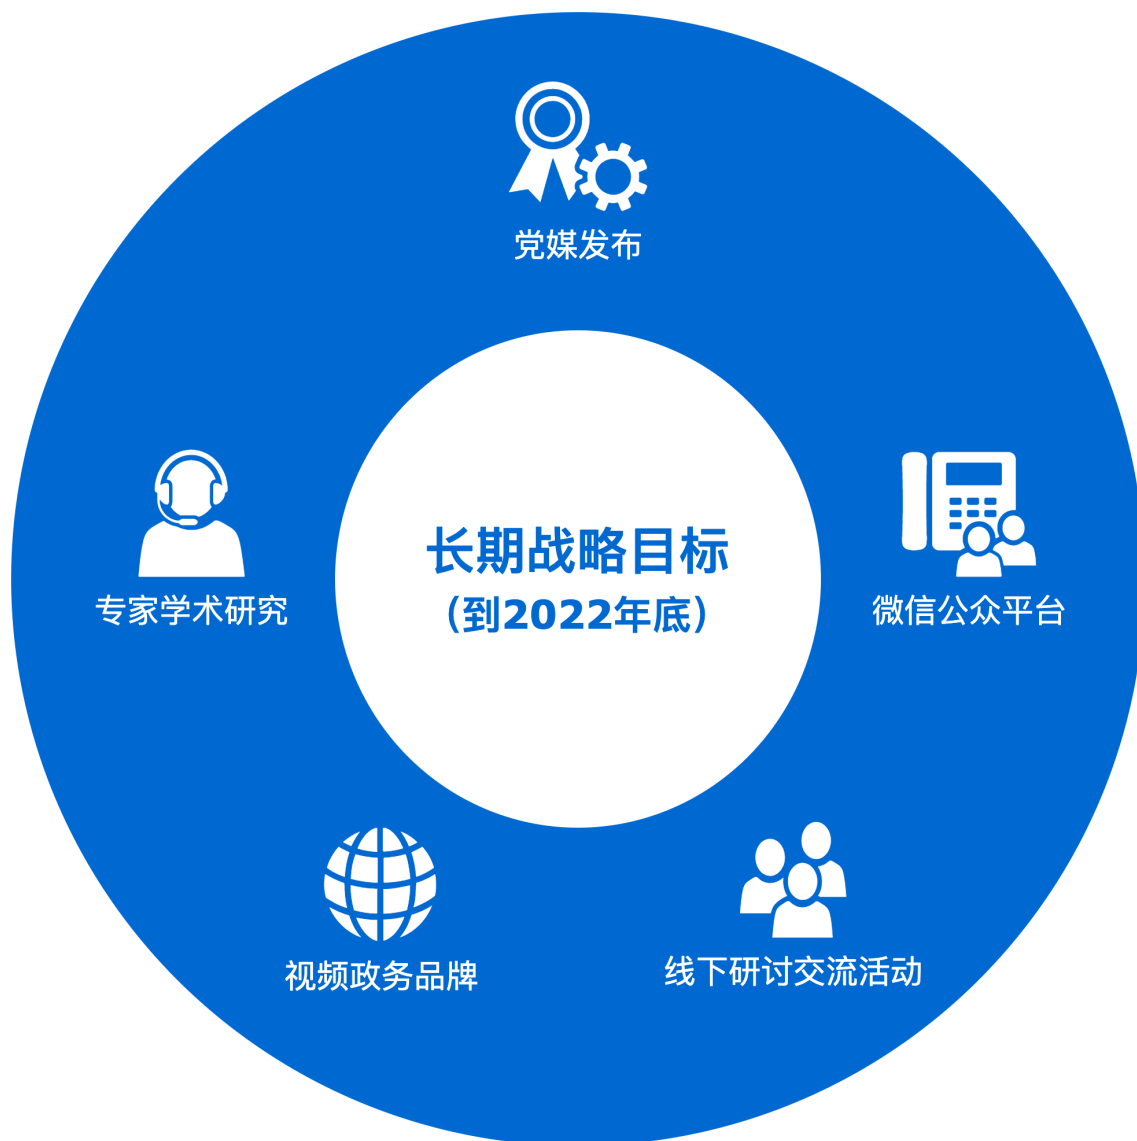 党媒发布
专家学术研究
长期战略目标
（到2022年底）
微信公众平台
视频政务品牌
线下研讨交流活动